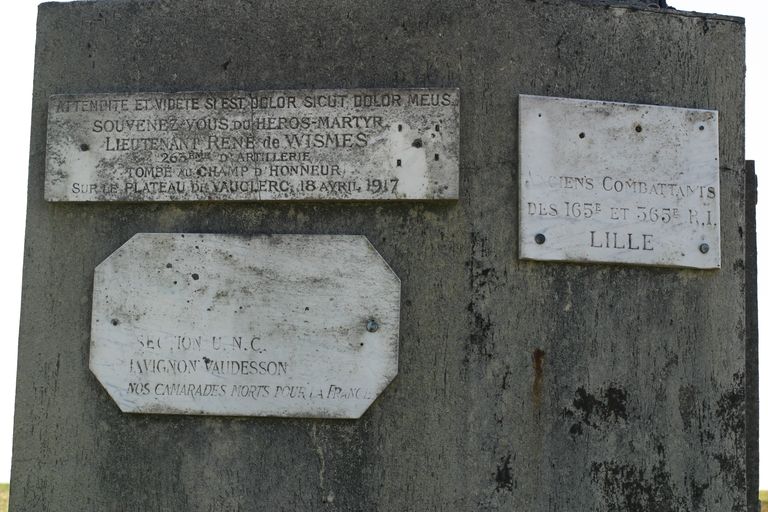 ATTENDITE ET VIDETE SI EST DOLOR SICUT DOLOR MEUS
SOUVENEZ-VOUS DU HÉROS-MARTYR
LIEUTENANT RENÉ de WISMES
263ÈME D'ARTILLERIE
TOMBÉ AU CHAMP D'HONNEUR
SUR LE PLATEAU DE VAUCLERC, 18 AVRIL 1917
ANCIENS COMBATTANTS
DES 165E ET 365E R.I.
LILLE
SECTION U.N.C.
PAVIGNON VAUDESSON
NOS CAMARADES MORTS POUR LA FRANCE